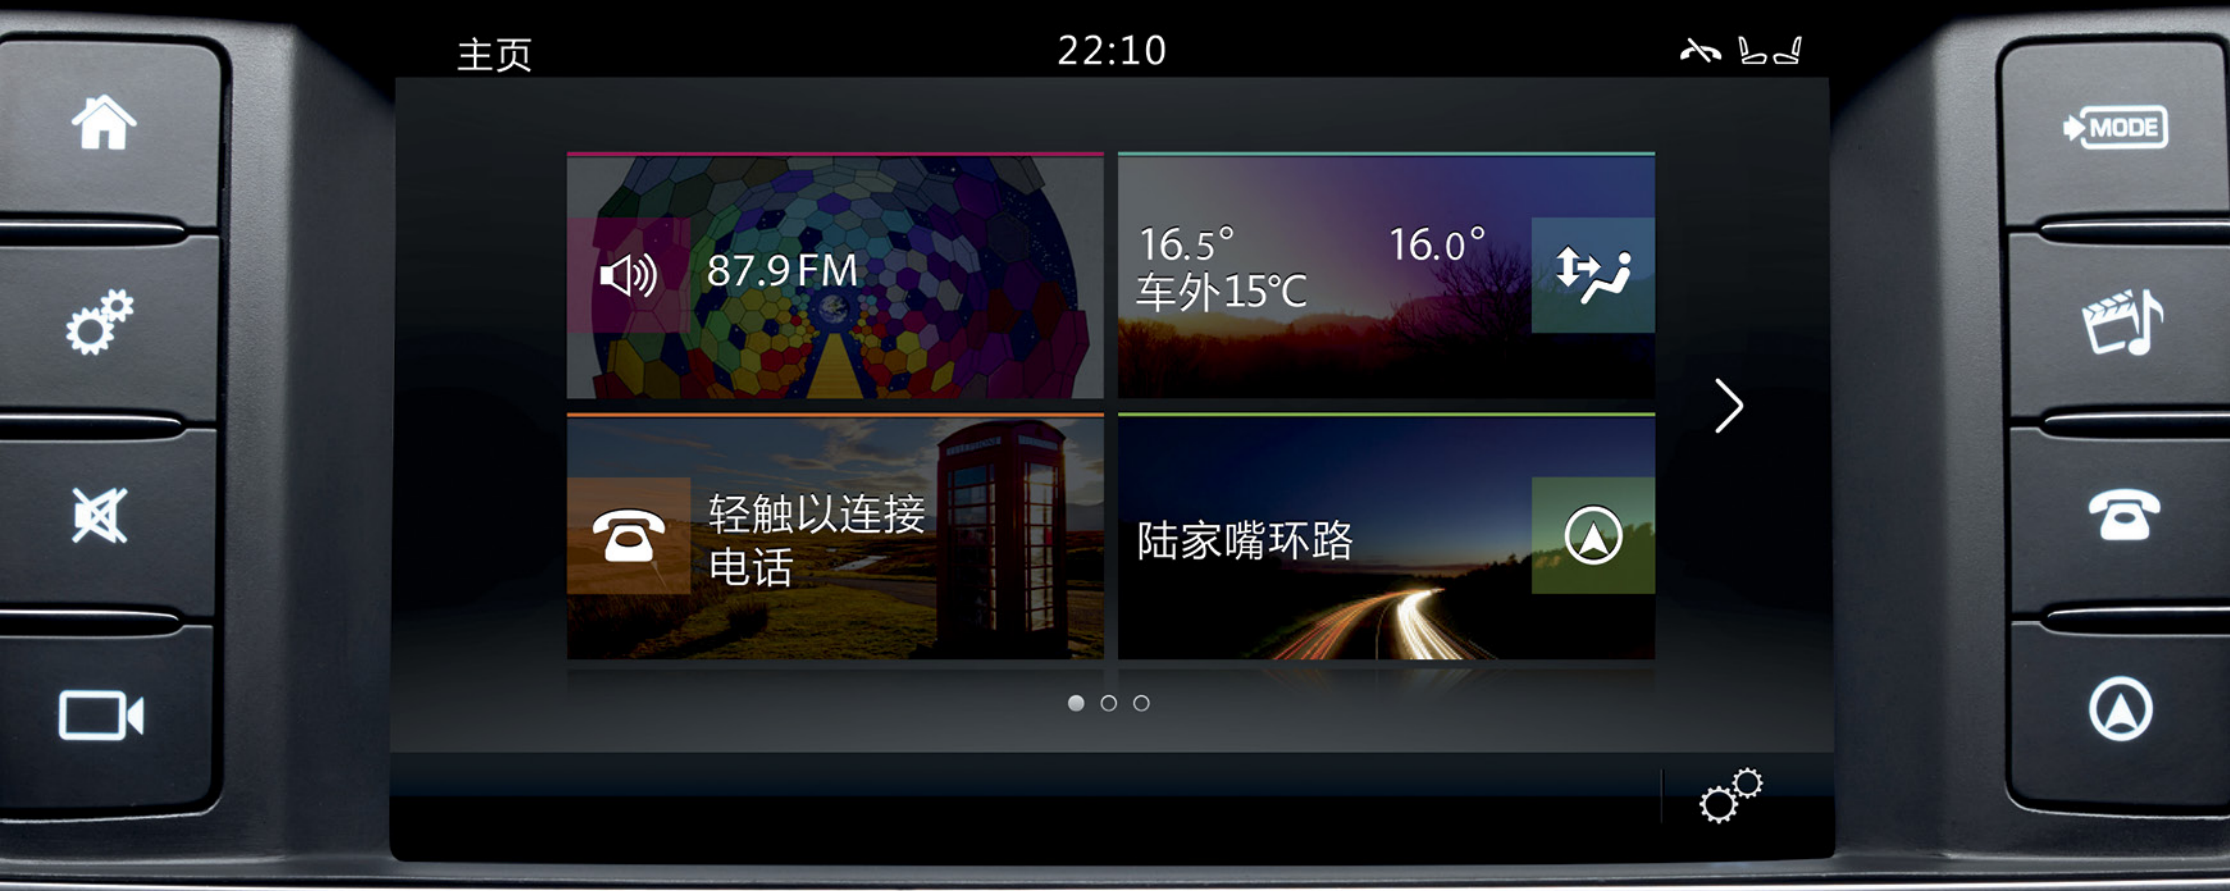 主页
22:10
MODE
87.9FM
16.5° 16.0°
车外15℃
轻触以连接
电话
陆家嘴环路
TELEPHONE